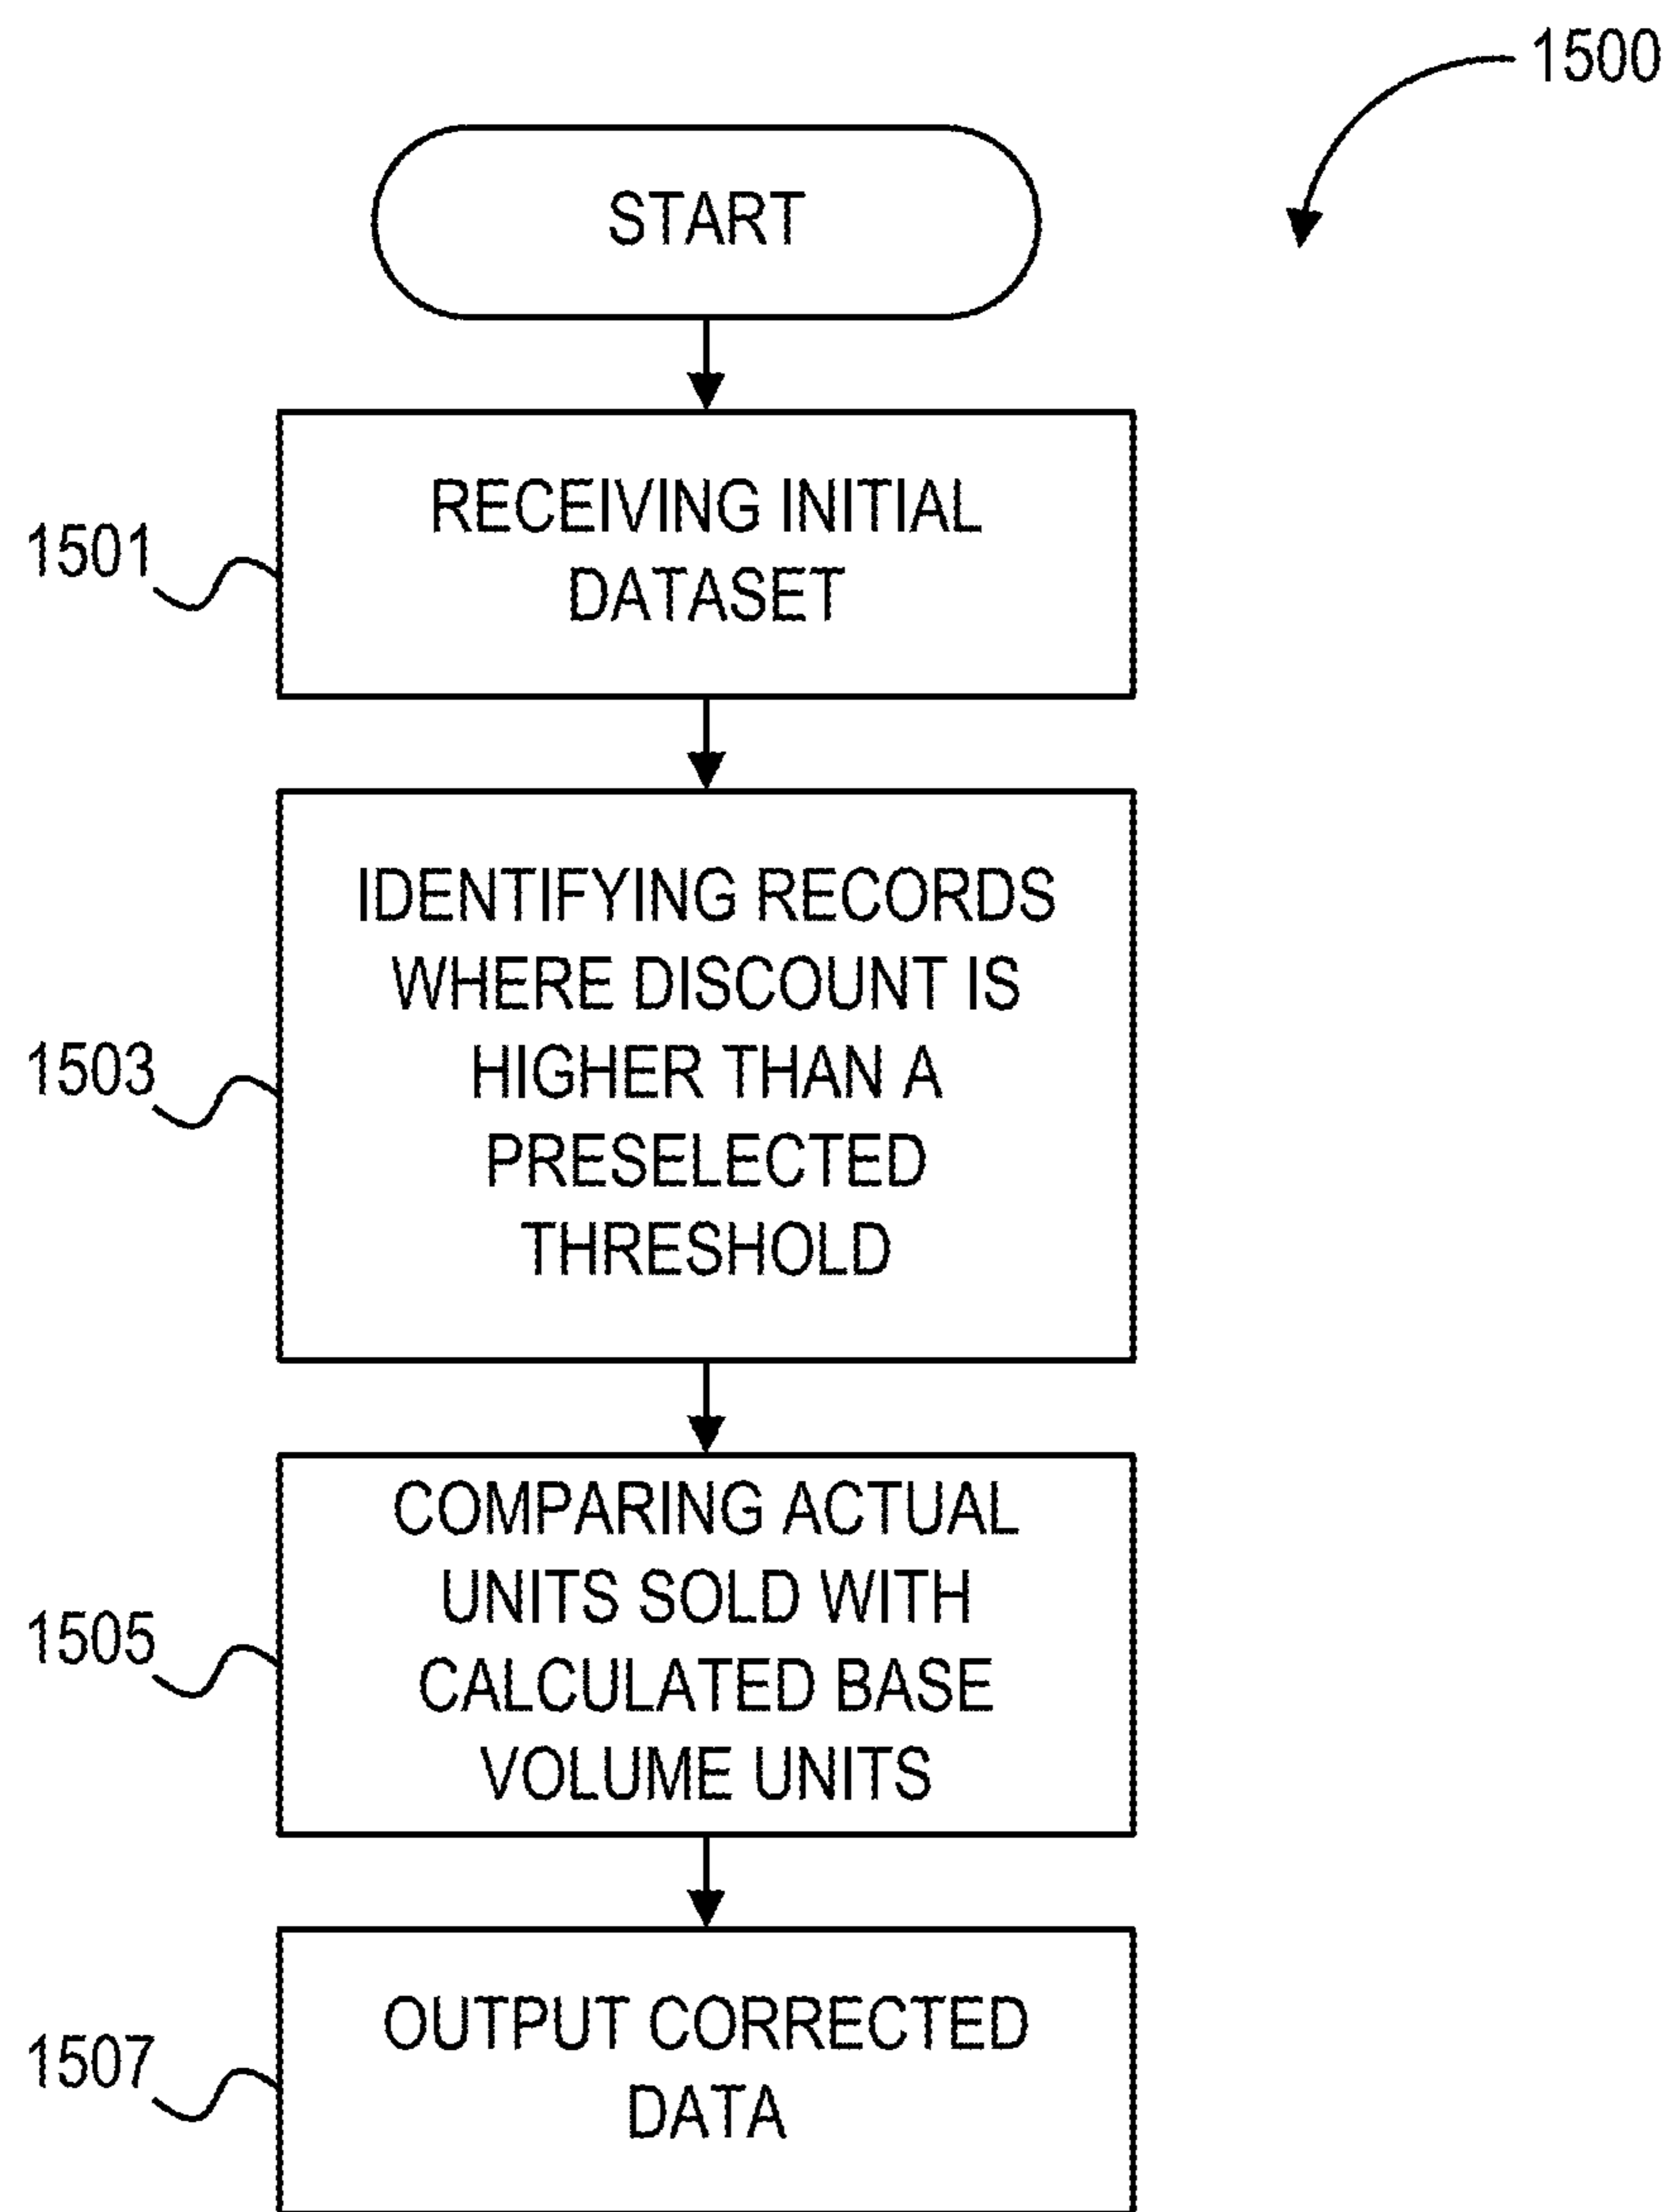 1500
START
1501
RECEIVING INITIAL
DATASET
1503
IDENTIFYING RECORDS
WHERE DISCOUNT IS
HIGHER THAN A
PRESELECTED
THRESHOLD
1505
COMPARING ACTUAL
UNITS SOLD WITH
CALCULATED BASE
VOLUME UNITS
1507
OUTPUT CORRECTED
DATA